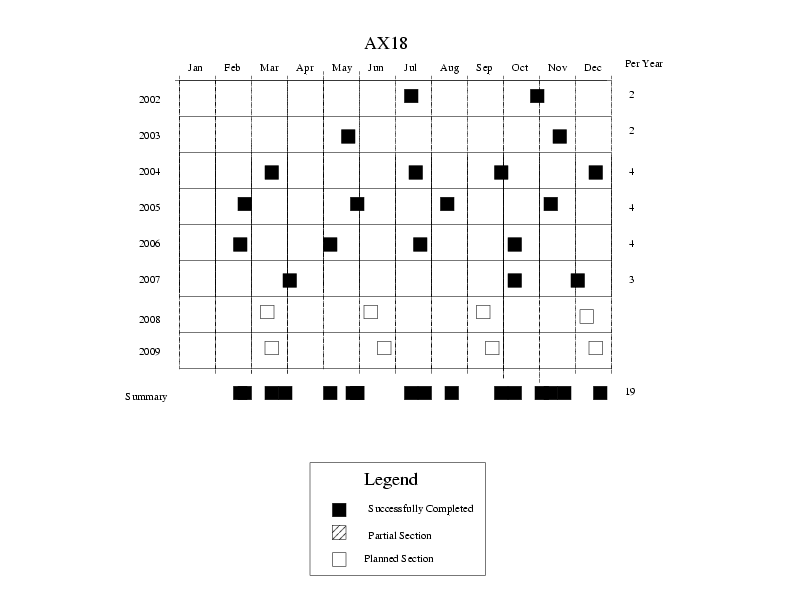 AX18
Jan Feb Mar Apr May Jun Jul Aug Sep Oct Nov Dec Per Year
2002 2
2003 2
2004 4
2005 4
2006 4
2007 3
2008
2009
Summary 19
Legend
Successfully Completed
Partial Section
Planned Section